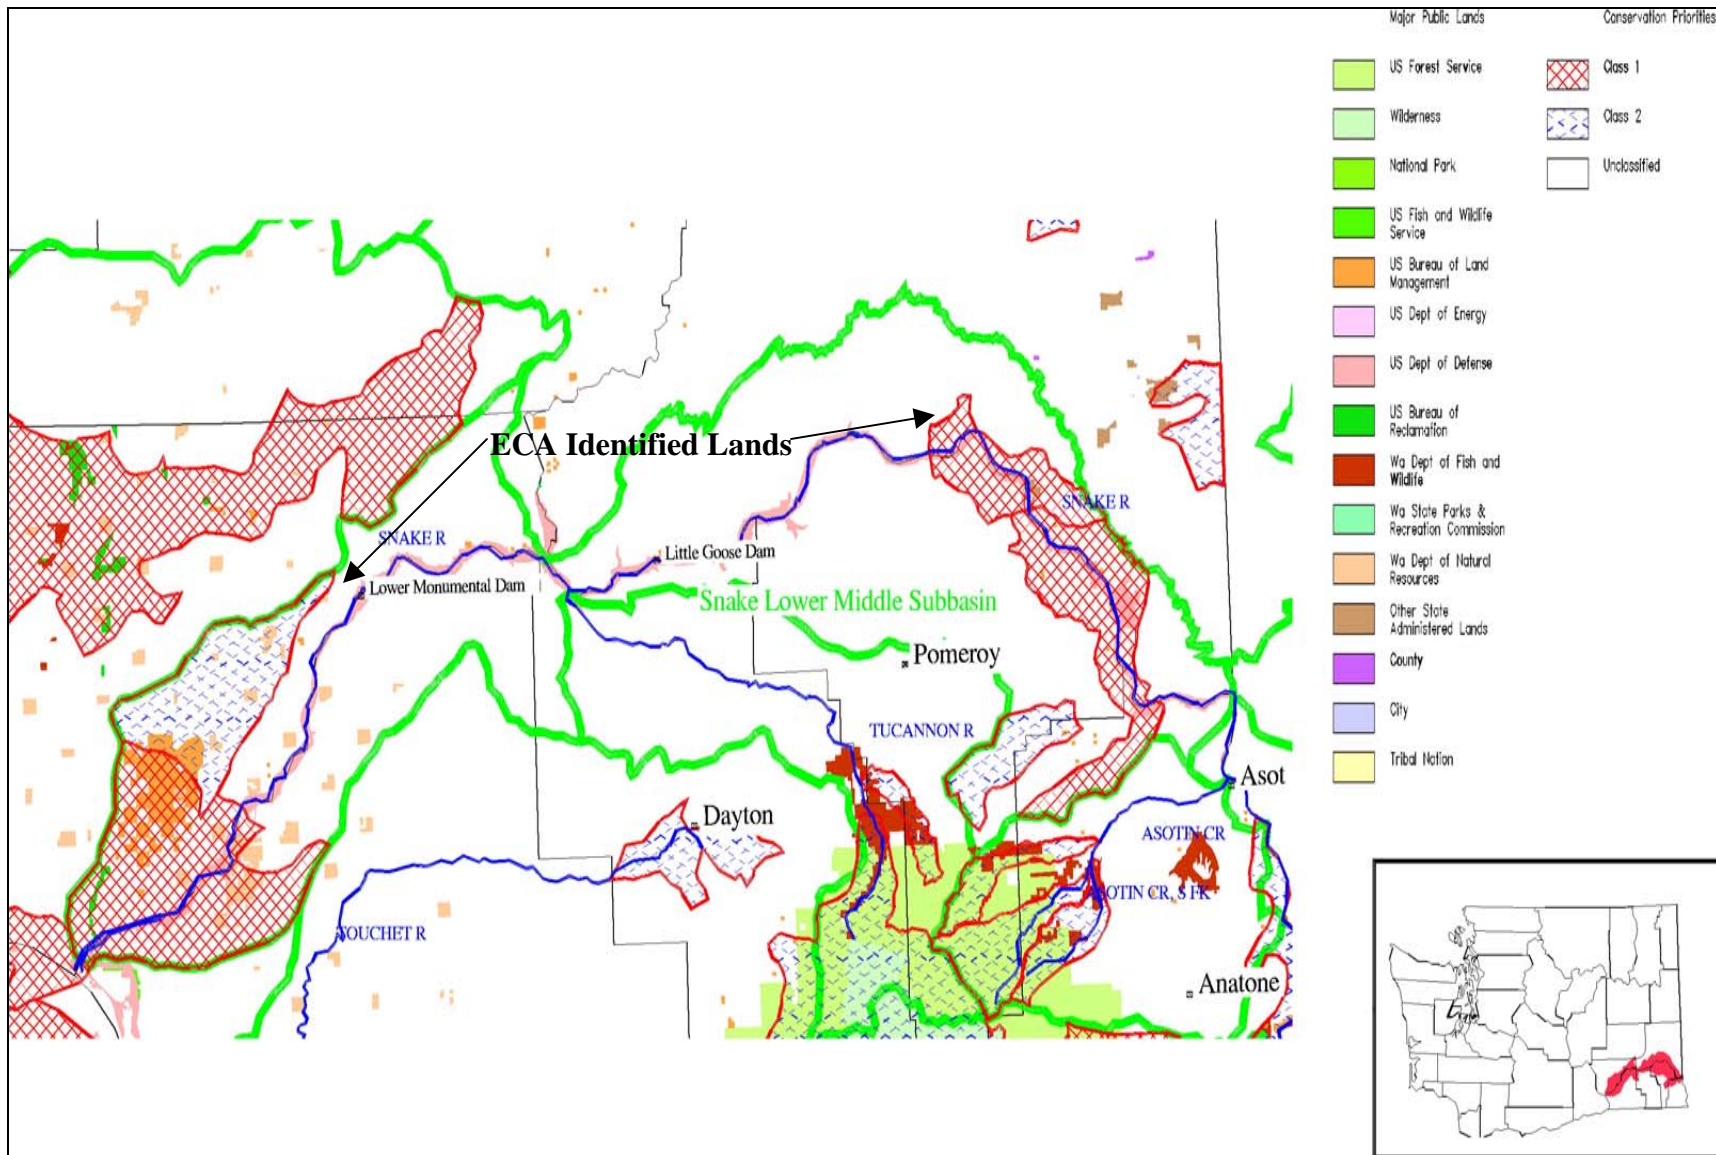 Major Public Lands
Conservation Priorities
US Forest Service
Class 1
Wilderness
Class 2
National Park
Unclassified
US Fish and Wildlife
Service
US Bureau of Land
Management
US Dept of Energy
US Dept of Defense
US Bureau of
Reclamation
Wa Dept of Fish and
Wildlife
Wa State Parks &
Recreation Commission
Wa Dept of Natural
Resources
Other State
Administered Lands
County
City
Tribal Nation
ECA Identified Lands
SNAKE R
SNAKE R
Little Goose Dam
Lower Monumental Dam
Snake Lower Middle Subbasin
Pomeroy
TUCANNON R
Asot
Dayton
ASOTIN CR
ASOTIN CR, S FK
TOUCHET R
Anatone